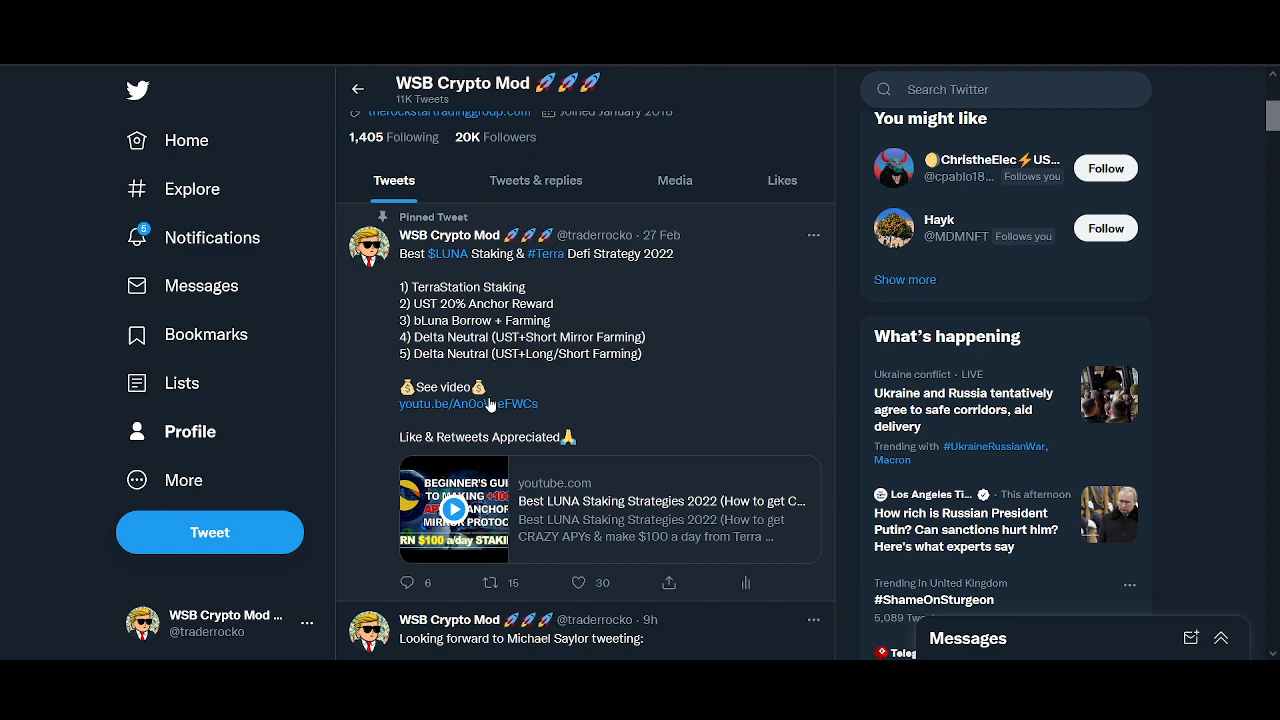 Home
Explore
6
Notifications
Messages
Bookmarks
Lists
Profile
More
Tweet
WSB Crypto Mod ...
@traderrocko
WSB Crypto Mod 🚀🚀🚀
11K Tweets
therockstartradinggroup.com Joined January 2018
1,405 Following 20K Followers
Tweets Tweets & replies Media Likes
Pinned Tweet
WSB Crypto Mod 🚀🚀🚀 @traderrocko · 27 Feb
Best $LUNA Staking & #Terra Defi Strategy 2022
1) TerraStation Staking
2) UST 20% Anchor Reward
3) bLuna Borrow + Farming
4) Delta Neutral (UST+Short Mirror Farming)
5) Delta Neutral (UST+Long/Short Farming)
💰See video💰
Like & Retweets Appreciated🙏
BEGINNER'S GUI
TO MAKING +100
ANCHOR
MIRROR PROTOC
RN $100 a/day STAKI
youtube.com
Best LUNA Staking Strategies 2022 (How to get C...
Best LUNA Staking Strategies 2022 (How to get
CRAZY APYs & make $100 a day from Terra ...
6 15 30
WSB Crypto Mod 🚀🚀🚀 @traderrocko · 9h
Looking forward to Michael Saylor tweeting:
Search Twitter
You might like
ChristheElec⚡US...
@cpablo18... Follows you
Follow
Hayk
@MDMNFT Follows you
Follow
Show more
What's happening
Ukraine conflict · LIVE
Ukraine and Russia tentatively
agree to safe corridors, aid
delivery
Trending with #UkraineRussianWar,
Macron
Los Angeles Ti... · This afternoon
How rich is Russian President
Putin? Can sanctions hurt him?
Here's what experts say
Trending in United Kingdom
#ShameOnSturgeon
5,089 Twee
Teleg
Messages